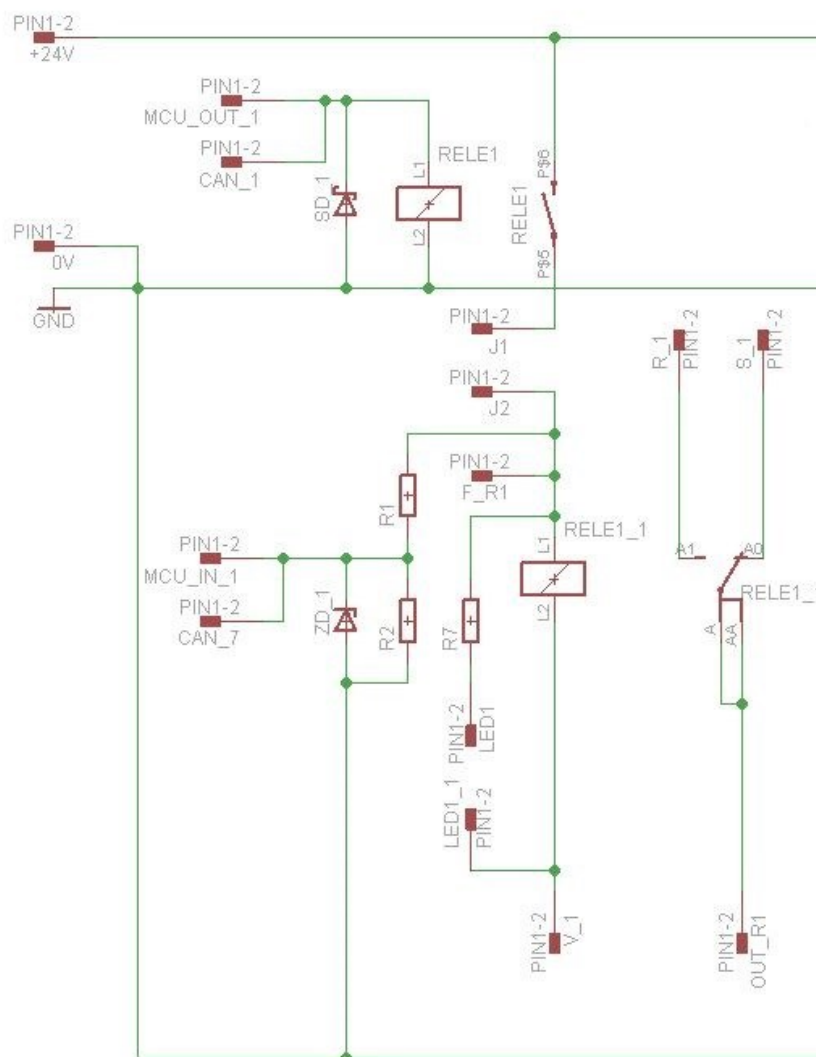 PIN1-2
+24V
PIN1-2
MCU_OUT_1
PIN1-2
CAN_1
SD_1
L1
L2
RELE1
RELE1
P$6
P$5
PIN1-2
0V
GND
PIN1-2
J1
PIN1-2
J2
R_1
PIN1-2
S_1
PIN1-2
R1
PIN1-2
F_R1
RELE1_1
L1
L2
PIN1-2
MCU_IN_1
PIN1-2
CAN_7
ZD_1
R2
R7
A1
A0
RELE1_
A
AA
PIN1-2
LED1
LED1_1
PIN1-2
PIN1-2
V_1
PIN1-2
OUT_R1